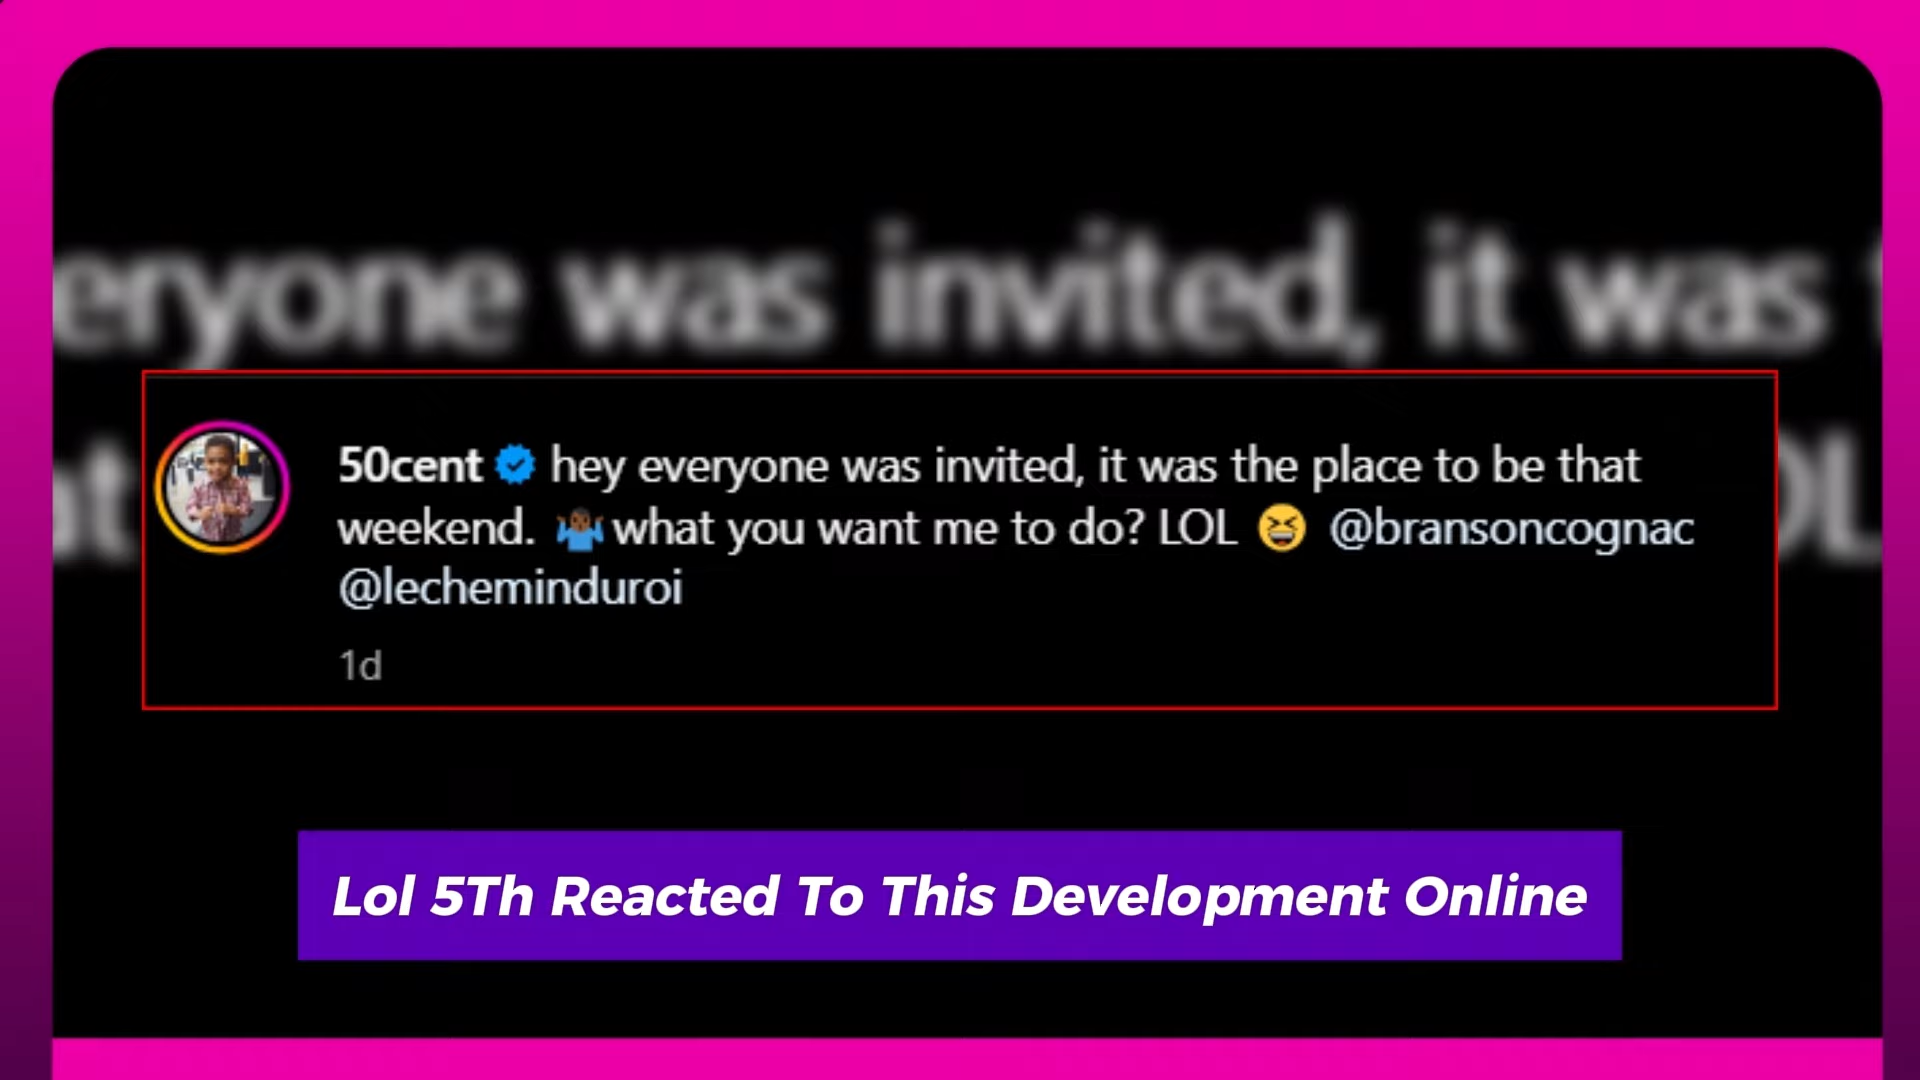 eryone was invited, it was
50cent hey everyone was invited, it was the place to be that
weekend. 🤷🏾‍♂️ what you want me to do? LOL 😆 @bransoncognac
@lecheminduroi
1d
Lol 5Th Reacted To This Development Online